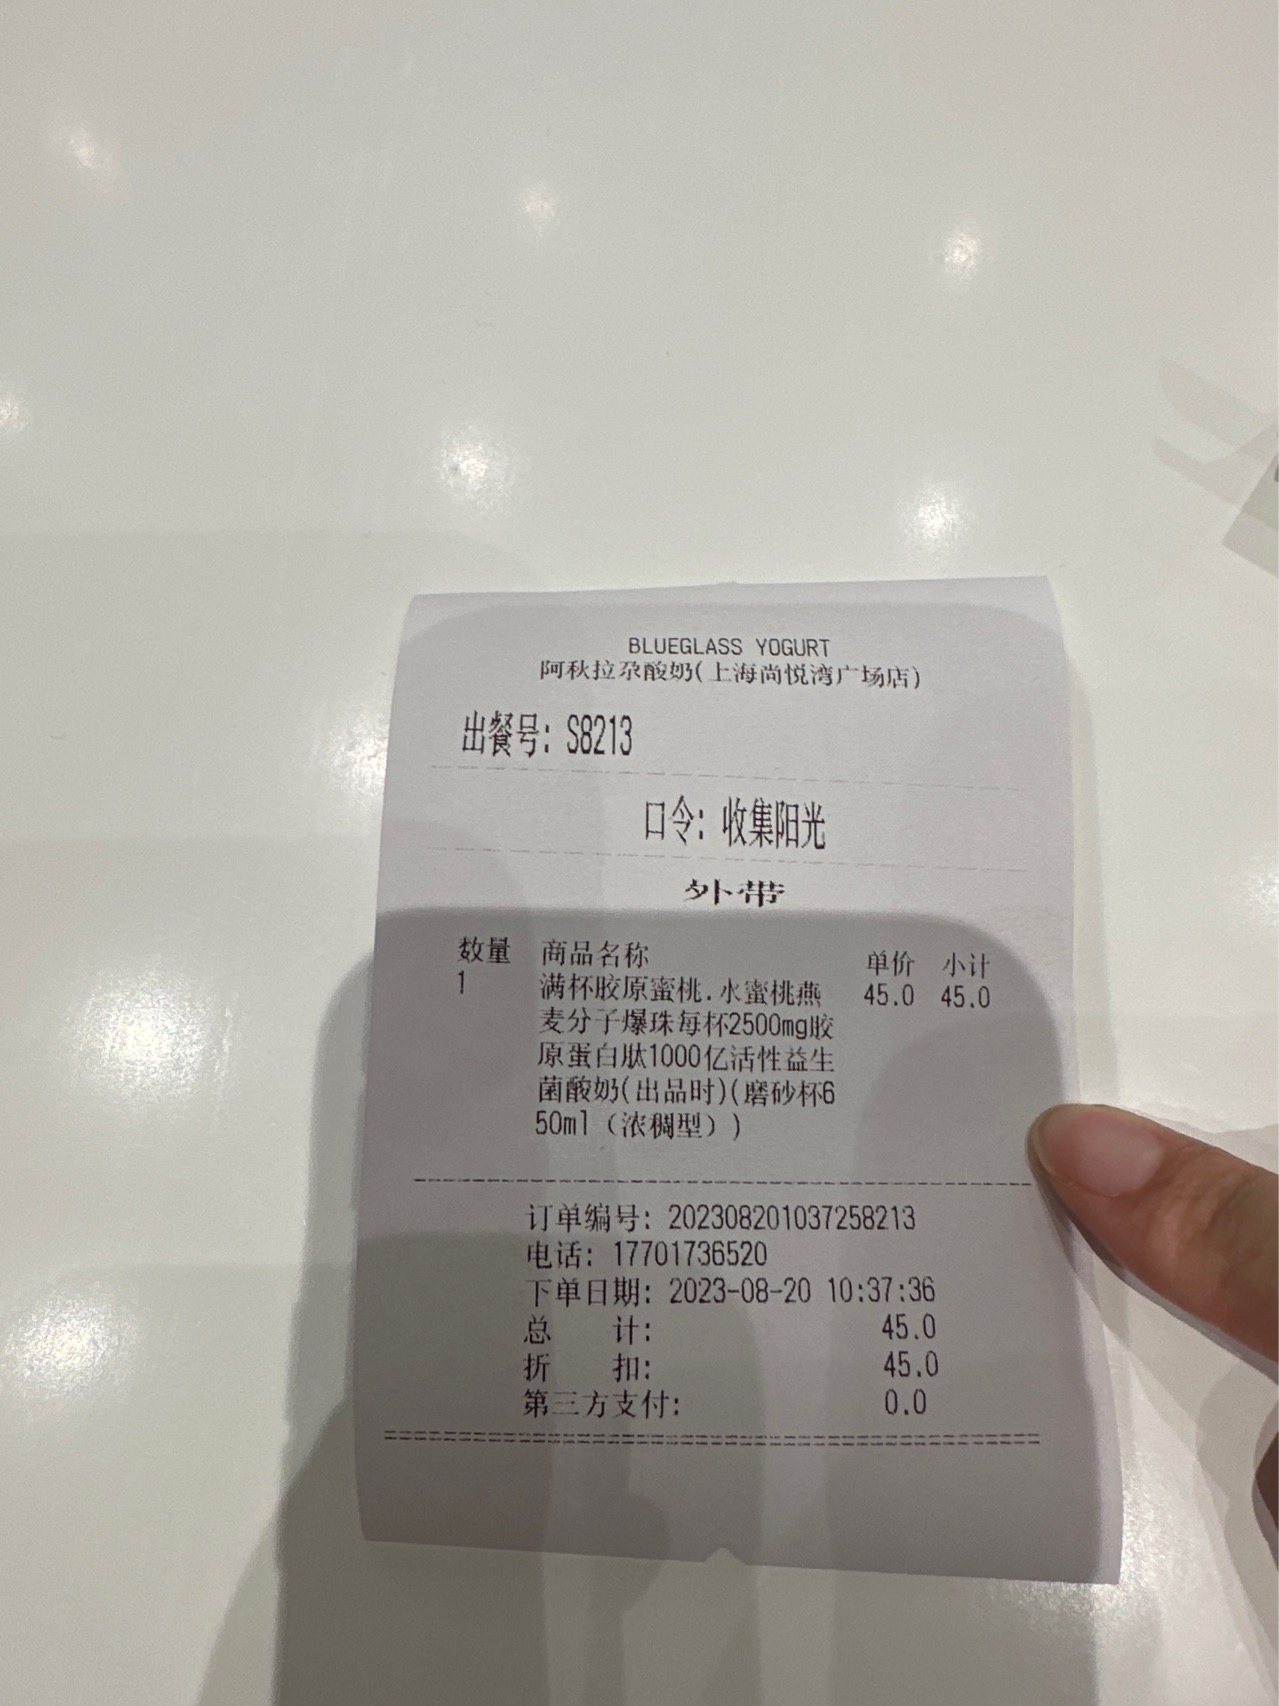 BLUEGLASS YOGURT
阿秋拉尕酸奶(上海尚悦湾广场店)
出餐号: S8213
口令: 收集阳光
外带
数量 商品名称 单价 小计
1 满杯胶原蜜桃.水蜜桃燕 45.0 45.0
麦分子爆珠每杯2500mg胶
原蛋白肽1000亿活性益生
菌酸奶(出品时)(磨砂杯6
50ml（浓稠型）)
订单编号: 202308201037258213
电话: 17701736520
下单日期: 2023-08-20 10:37:36
总 计: 45.0
折 扣: 45.0
第三方支付: 0.0